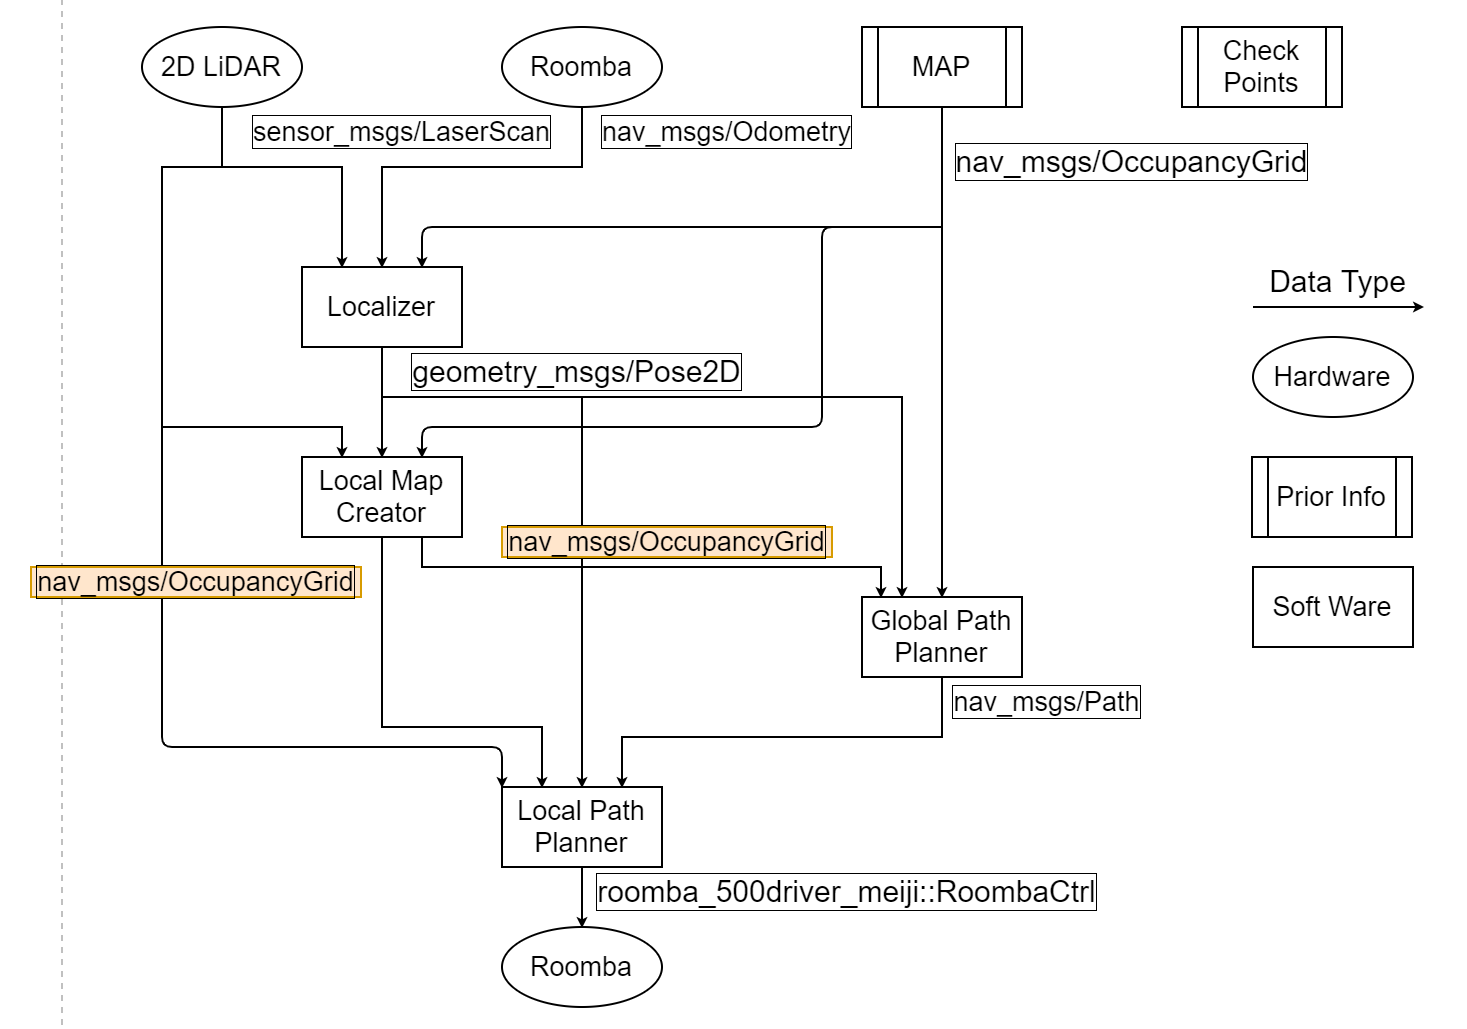 2D LiDAR
Roomba
MAP
Check
Points
sensor_msgs/LaserScan
nav_msgs/Odometry
nav_msgs/OccupancyGrid
Data Type
Localizer
geometry_msgs/Pose2D
Hardware
Local Map
Creator
Prior Info
nav_msgs/OccupancyGrid
nav_msgs/OccupancyGrid
Global Path
Planner
Soft Ware
nav_msgs/Path
Local Path
Planner
roomba_500driver_meiji::RoombaCtrl
Roomba